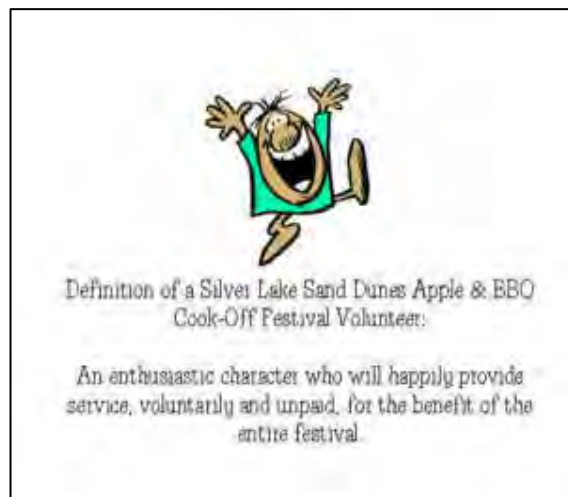 Definition of a Silver Lake Sand Dunes Apple & BBQ
Cook-Off Festival Volunteer:
An enthusiastic character who will happily provide
service, voluntarily and unpaid, for the benefit of the
entire festival.